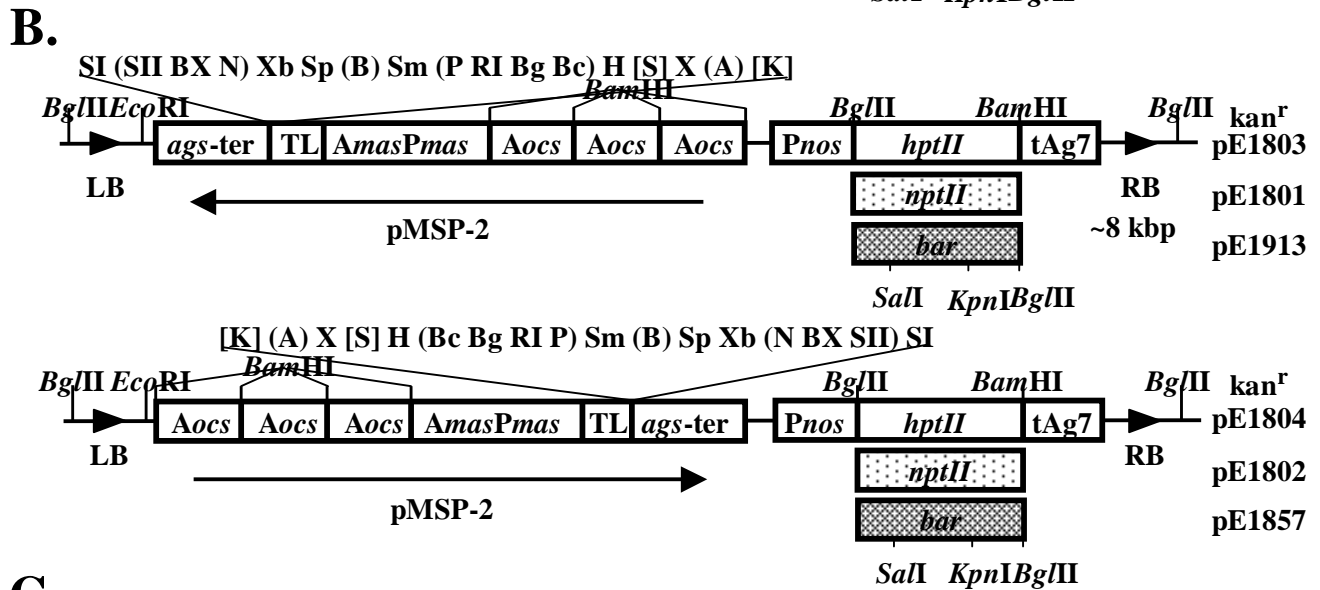 SalI KpnIBglII
B.
SI (SII BX N) Xb Sp (B) Sm (P RI Bg Bc) H [S] X (A) [K]
BamHI
BglIIEcoRI BglII BamHI BglII kanʳ
ags-ter TL AmasPmas Aocs Aocs Aocs Pnos hptII tAg7 pE1803
LB nptII RB pE1801
pMSP-2 bar ~8 kbp pE1913
SalI KpnIBglII
[K] (A) X [S] H (Bc Bg RI P) Sm (B) Sp Xb (N BX SII) SI
BamHI
BglII EcoRI BglII BamHI BglII kanʳ
Aocs Aocs Aocs AmasPmas TL ags-ter Pnos hptII tAg7 pE1804
LB nptII RB pE1802
pMSP-2 bar pE1857
SalI KpnIBglII